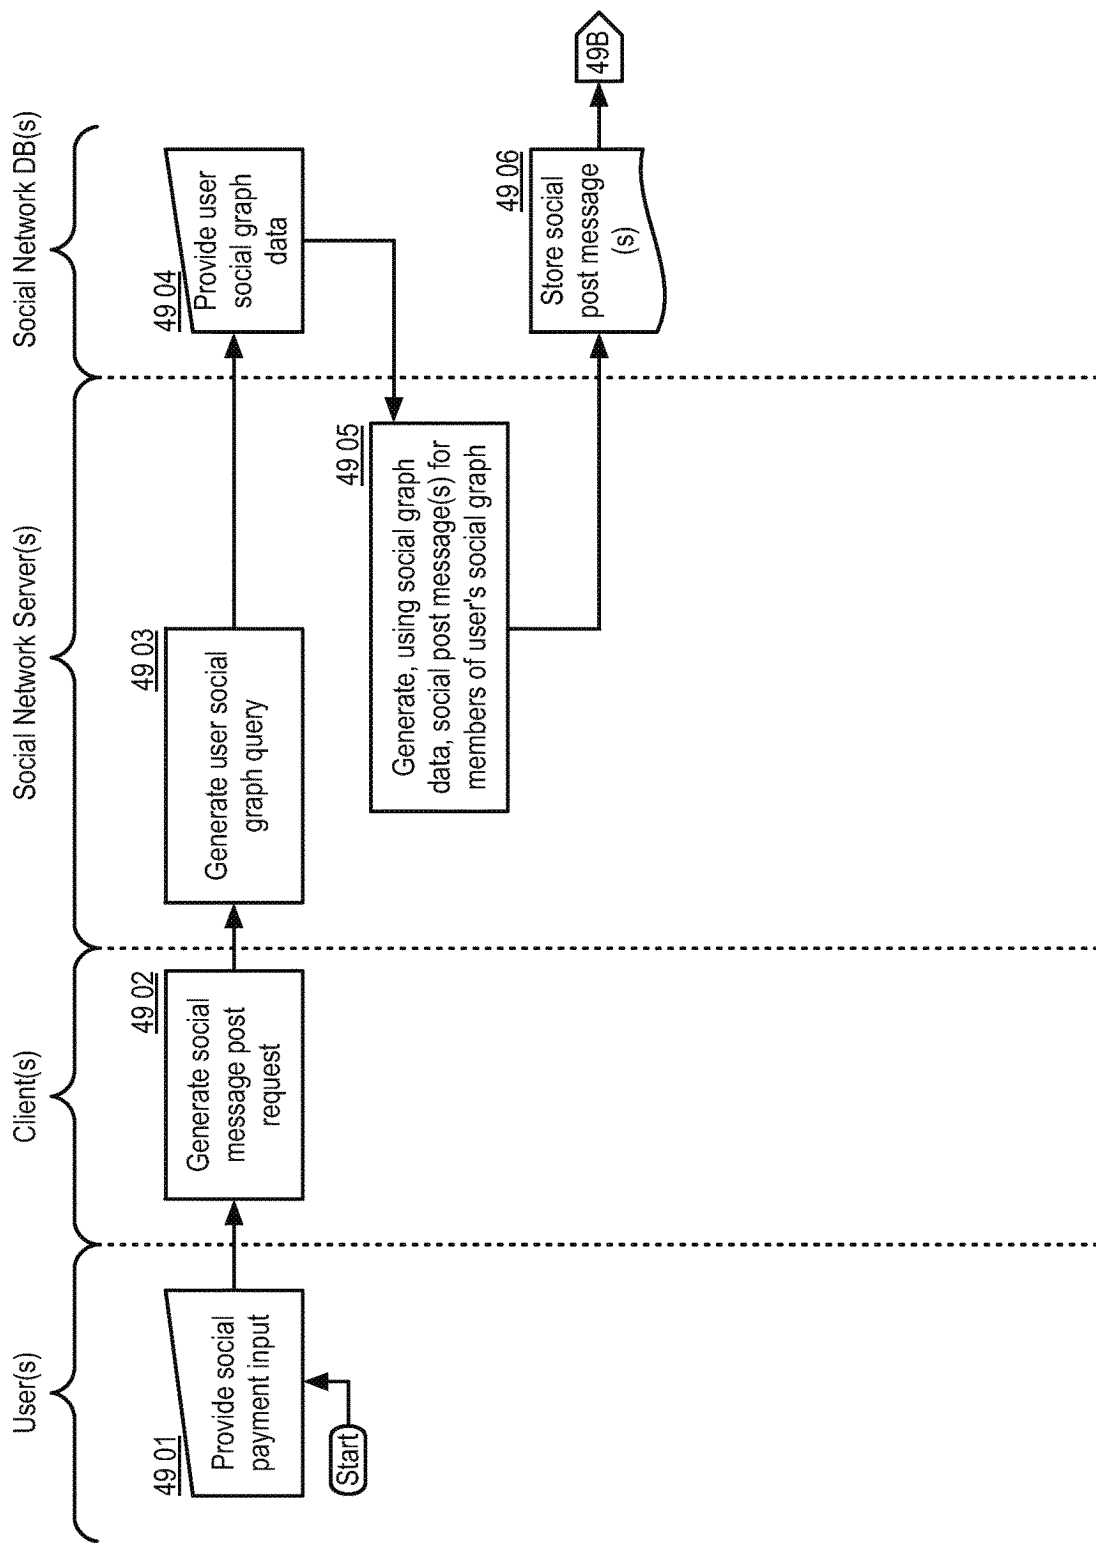 User(s)
Client(s)
Social Network Server(s)
Social Network DB(s)
49 01
Provide social
payment input
Start
49 02
Generate social
message post
request
49 03
Generate user social
graph query
49 04
Provide user
social graph
data
49 05
Generate, using social graph
data, social post message(s) for
members of user's social graph
49 06
Store social
post message
(s)
49B